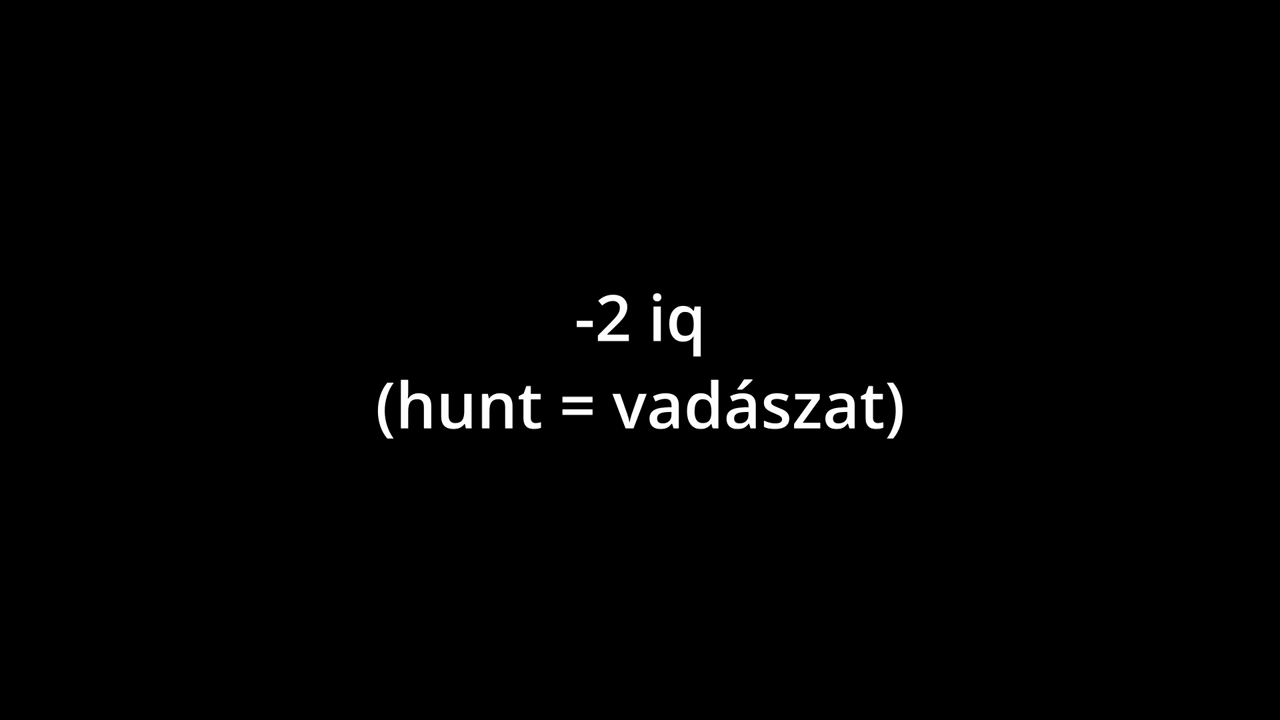 -2 iq
(hunt = vadászat)